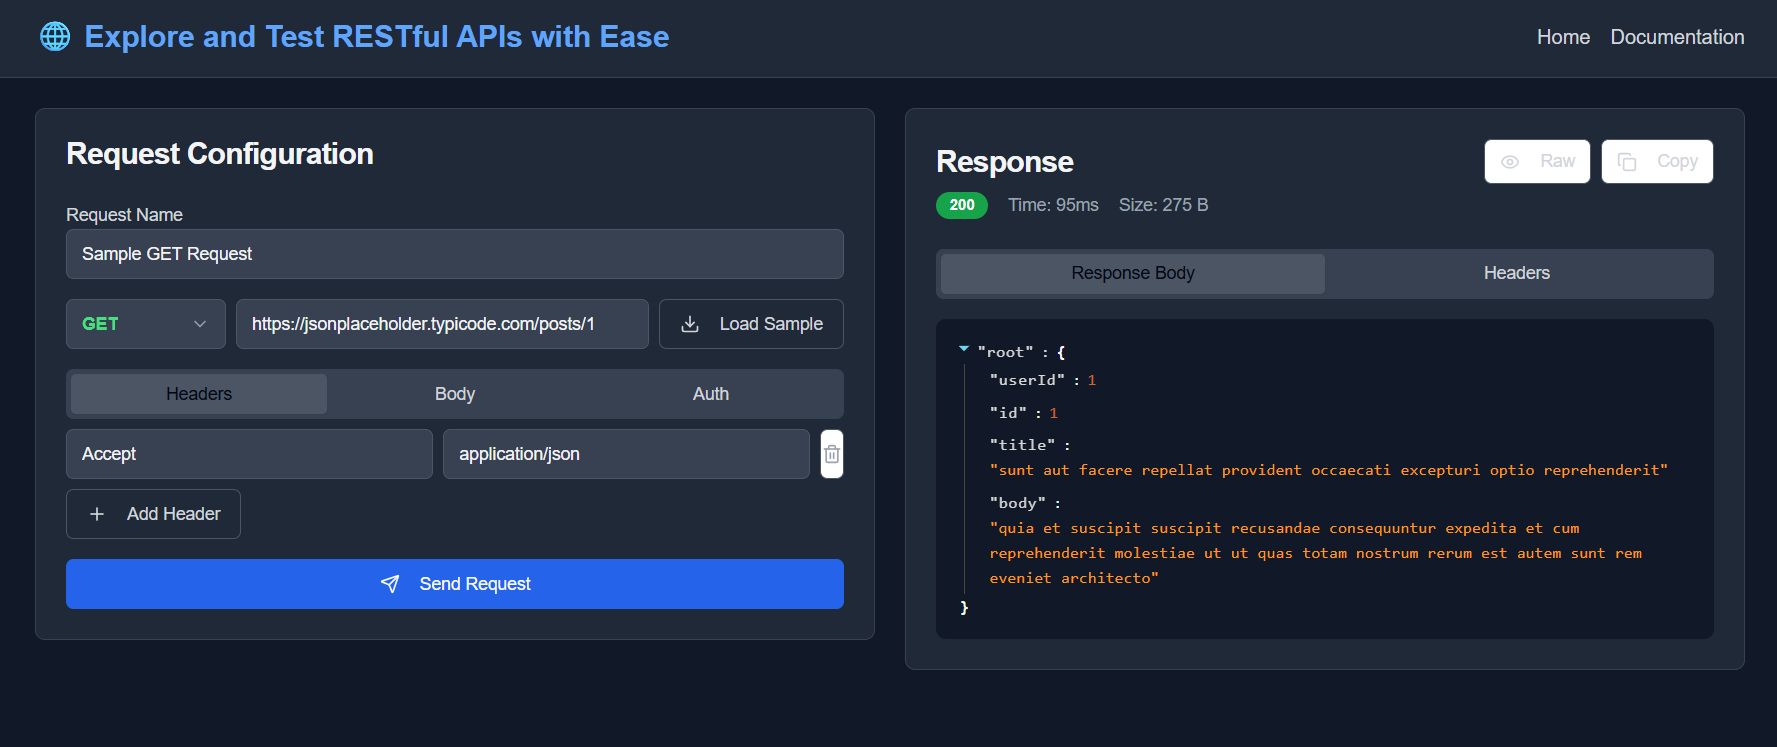 Explore and Test RESTful APIs with Ease
Home
Documentation
Request Configuration
Request Name
Sample GET Request
GET
https://jsonplaceholder.typicode.com/posts/1
Load Sample
Headers
Body
Auth
Accept
application/json
Add Header
Send Request
Response
Raw
Copy
200
Time: 95ms
Size: 275 B
Response Body
Headers
"root" : {
"userId" : 1
"id" : 1
"title" :
"sunt aut facere repellat provident occaecati excepturi optio reprehenderit"
"body" :
"quia et suscipit suscipit recusandae consequuntur expedita et cum
reprehenderit molestiae ut ut quas totam nostrum rerum est autem sunt rem
eveniet architecto"
}